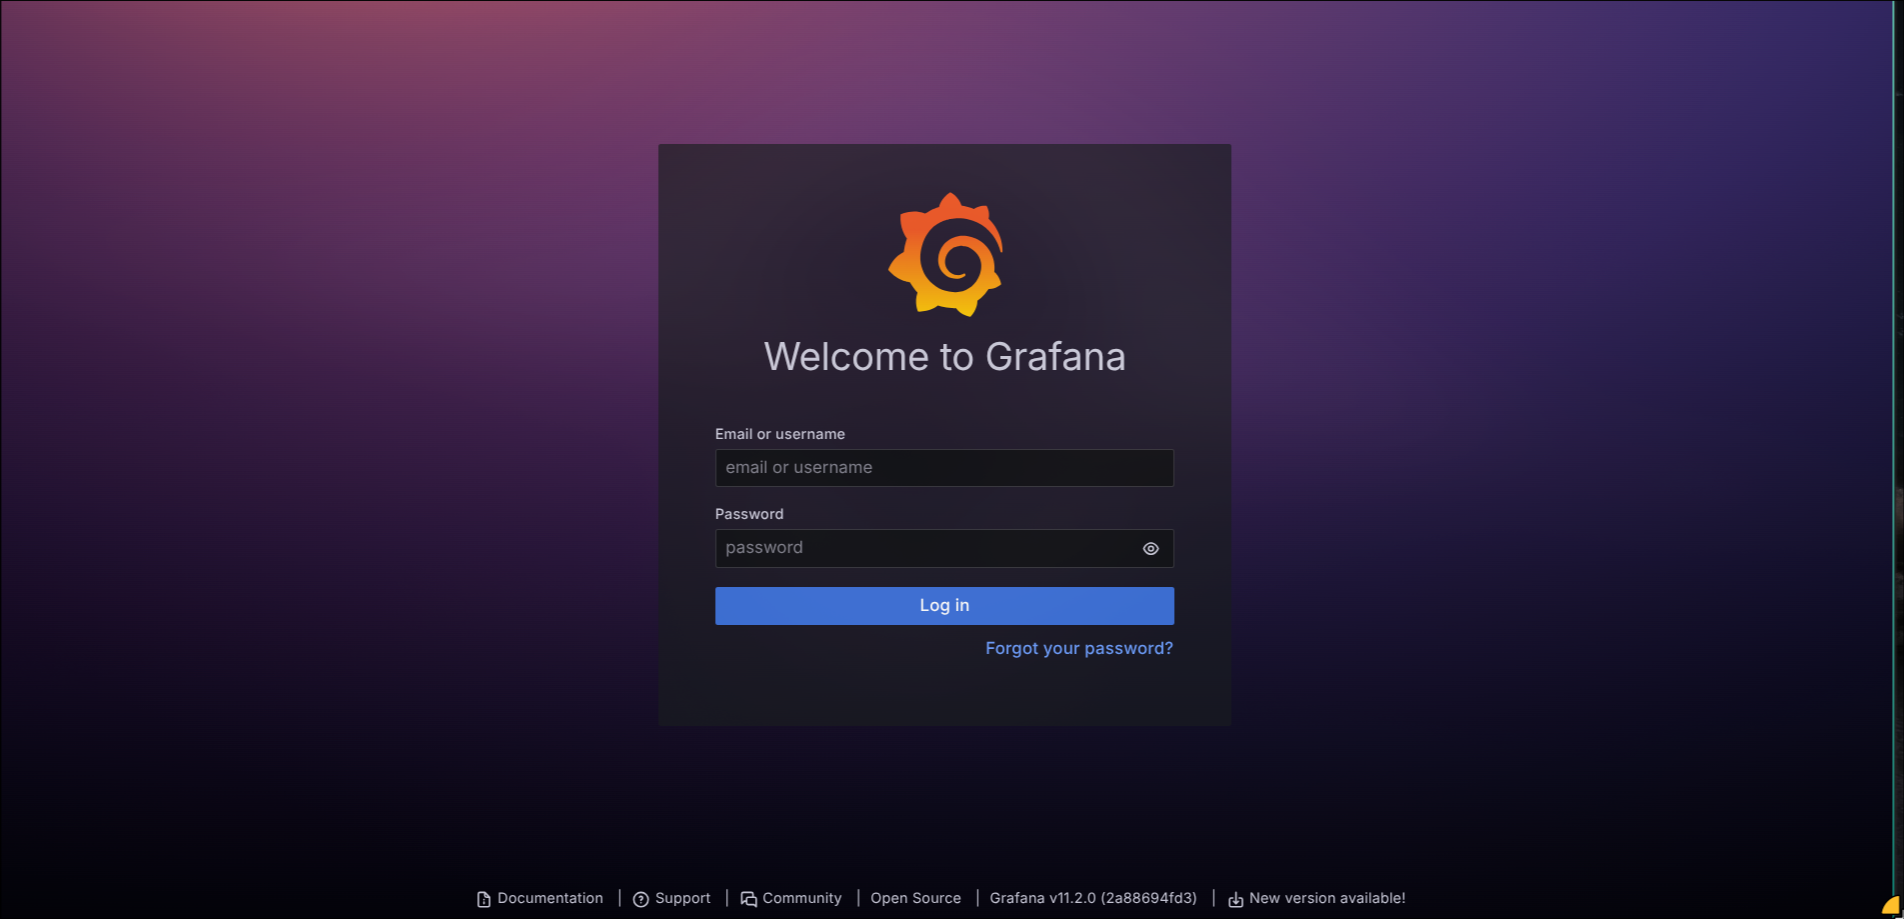 Welcome to Grafana
Email or username
email or username
Password
password
Log in
Forgot your password?
Documentation | Support | Community | Open Source | Grafana v11.2.0 (2a88694fd3) | New version available!